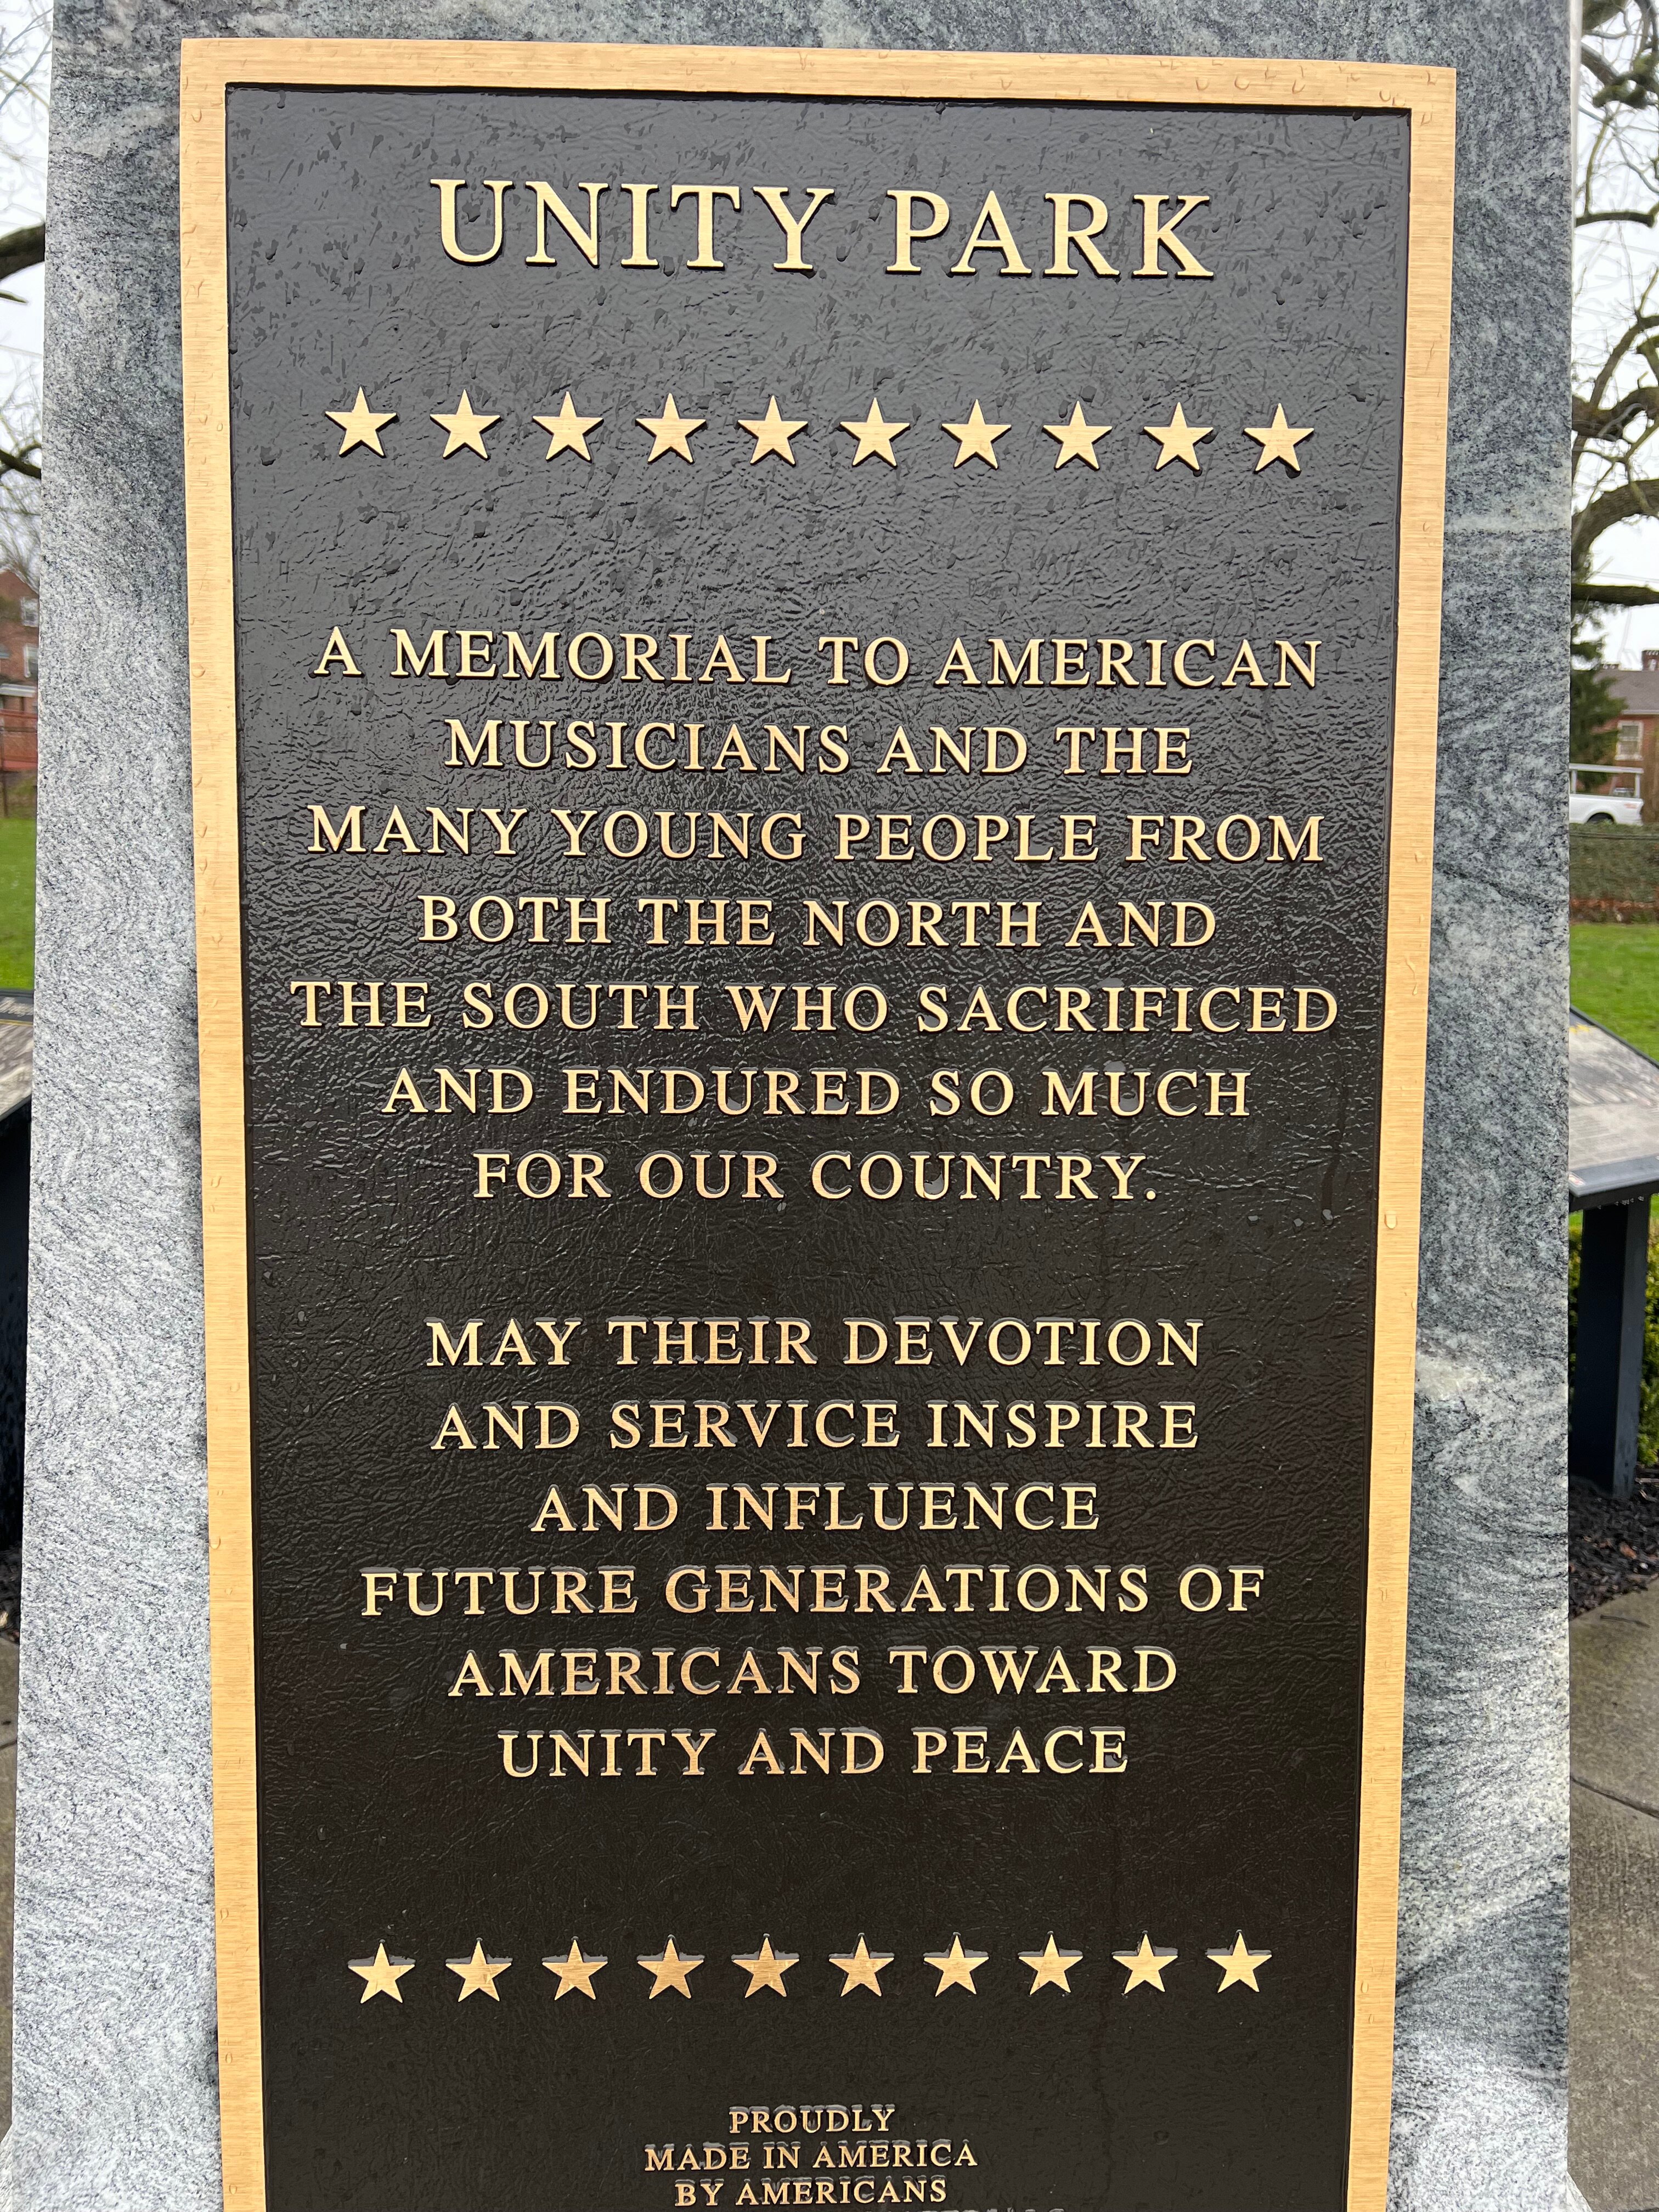 UNITY PARK
A MEMORIAL TO AMERICAN
MUSICIANS AND THE
MANY YOUNG PEOPLE FROM
BOTH THE NORTH AND
THE SOUTH WHO SACRIFICED
AND ENDURED SO MUCH
FOR OUR COUNTRY.
MAY THEIR DEVOTION
AND SERVICE INSPIRE
AND INFLUENCE
FUTURE GENERATIONS OF
AMERICANS TOWARD
UNITY AND PEACE
PROUDLY
MADE IN AMERICA
BY AMERICANS